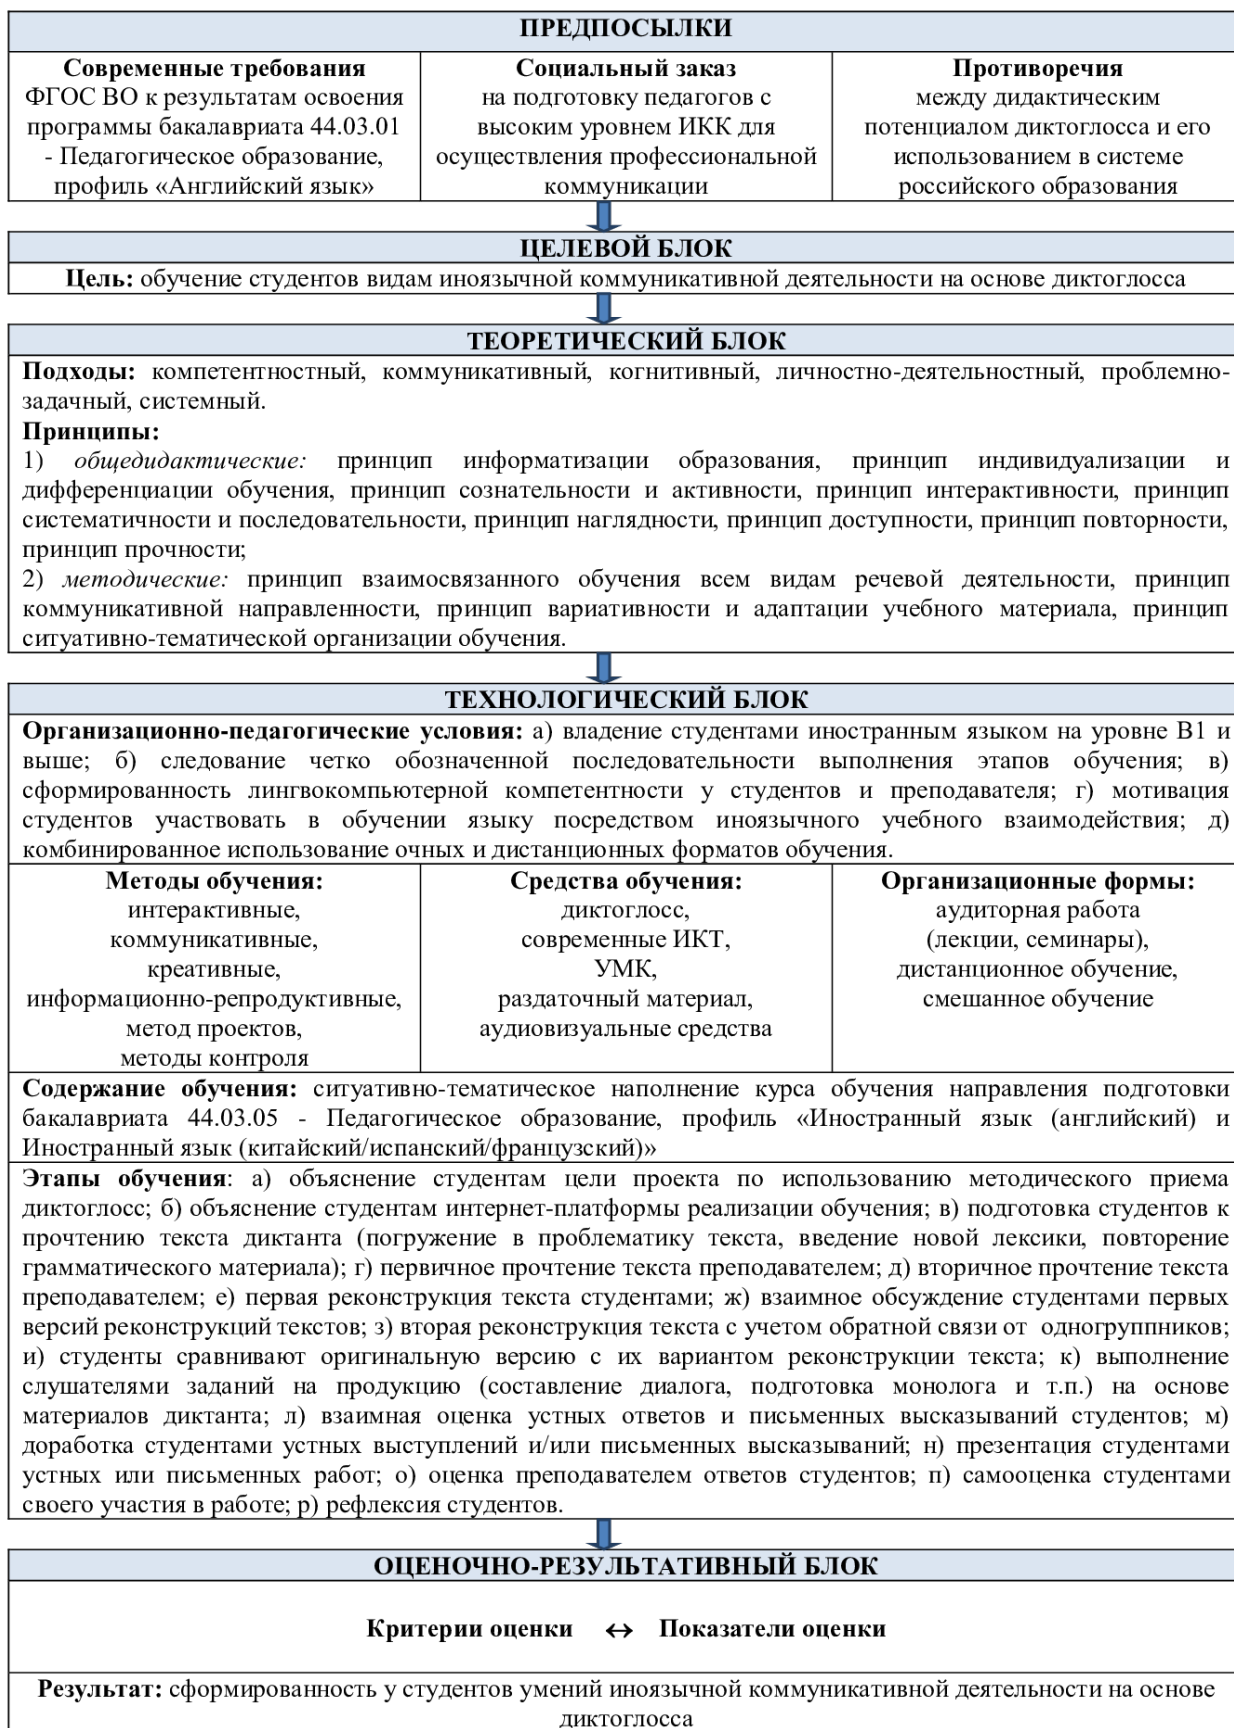 ПРЕДПОСЫЛКИ
Современные требования
ФГОС ВО к результатам освоения
программы бакалавриата 44.03.01
- Педагогическое образование,
профиль «Английский язык»
Социальный заказ
на подготовку педагогов с
высоким уровнем ИКК для
осуществления профессиональной
коммуникации
Противоречия
между дидактическим
потенциалом диктоглосса и его
использованием в системе
российского образования
ЦЕЛЕВОЙ БЛОК
Цель: обучение студентов видам иноязычной коммуникативной деятельности на основе диктоглосса
ТЕОРЕТИЧЕСКИЙ БЛОК
Подходы: компетентностный, коммуникативный, когнитивный, личностно-деятельностный, проблемно-
задачный, системный.
Принципы:
1) общедидактические: принцип информатизации образования, принцип индивидуализации и
дифференциации обучения, принцип сознательности и активности, принцип интерактивности, принцип
систематичности и последовательности, принцип наглядности, принцип доступности, принцип повторности,
принцип прочности;
2) методические: принцип взаимосвязанного обучения всем видам речевой деятельности, принцип
коммуникативной направленности, принцип вариативности и адаптации учебного материала, принцип
ситуативно-тематической организации обучения.
ТЕХНОЛОГИЧЕСКИЙ БЛОК
Организационно-педагогические условия: а) владение студентами иностранным языком на уровне В1 и
выше; б) следование четко обозначенной последовательности выполнения этапов обучения; в)
сформированность лингвокомпьютерной компетентности у студентов и преподавателя; г) мотивация
студентов участвовать в обучении языку посредством иноязычного учебного взаимодействия; д)
комбинированное использование очных и дистанционных форматов обучения.
Методы обучения:
интерактивные,
коммуникативные,
креативные,
информационно-репродуктивные,
метод проектов,
методы контроля
Средства обучения:
диктоглосс,
современные ИКТ,
УМК,
раздаточный материал,
аудиовизуальные средства
Организационные формы:
аудиторная работа
(лекции, семинары),
дистанционное обучение,
смешанное обучение
Содержание обучения: ситуативно-тематическое наполнение курса обучения направления подготовки
бакалавриата 44.03.05 - Педагогическое образование, профиль «Иностранный язык (английский) и
Иностранный язык (китайский/испанский/французский)»
Этапы обучения: а) объяснение студентам цели проекта по использованию методического приема
диктоглосс; б) объяснение студентам интернет-платформы реализации обучения; в) подготовка студентов к
прочтению текста диктанта (погружение в проблематику текста, введение новой лексики, повторение
грамматического материала); г) первичное прочтение текста преподавателем; д) вторичное прочтение текста
преподавателем; е) первая реконструкция текста студентами; ж) взаимное обсуждение студентами первых
версий реконструкций текстов; з) вторая реконструкция текста с учетом обратной связи от одногруппников;
и) студенты сравнивают оригинальную версию с их вариантом реконструкции текста; к) выполнение
слушателями заданий на продукцию (составление диалога, подготовка монолога и т.п.) на основе
материалов диктанта; л) взаимная оценка устных ответов и письменных высказываний студентов; м)
доработка студентами устных выступлений и/или письменных высказываний; н) презентация студентами
устных или письменных работ; о) оценка преподавателем ответов студентов; п) самооценка студентами
своего участия в работе; р) рефлексия студентов.
ОЦЕНОЧНО-РЕЗУЛЬТАТИВНЫЙ БЛОК
Критерии оценки ↔ Показатели оценки
Результат: сформированность у студентов умений иноязычной коммуникативной деятельности на основе
диктоглосса